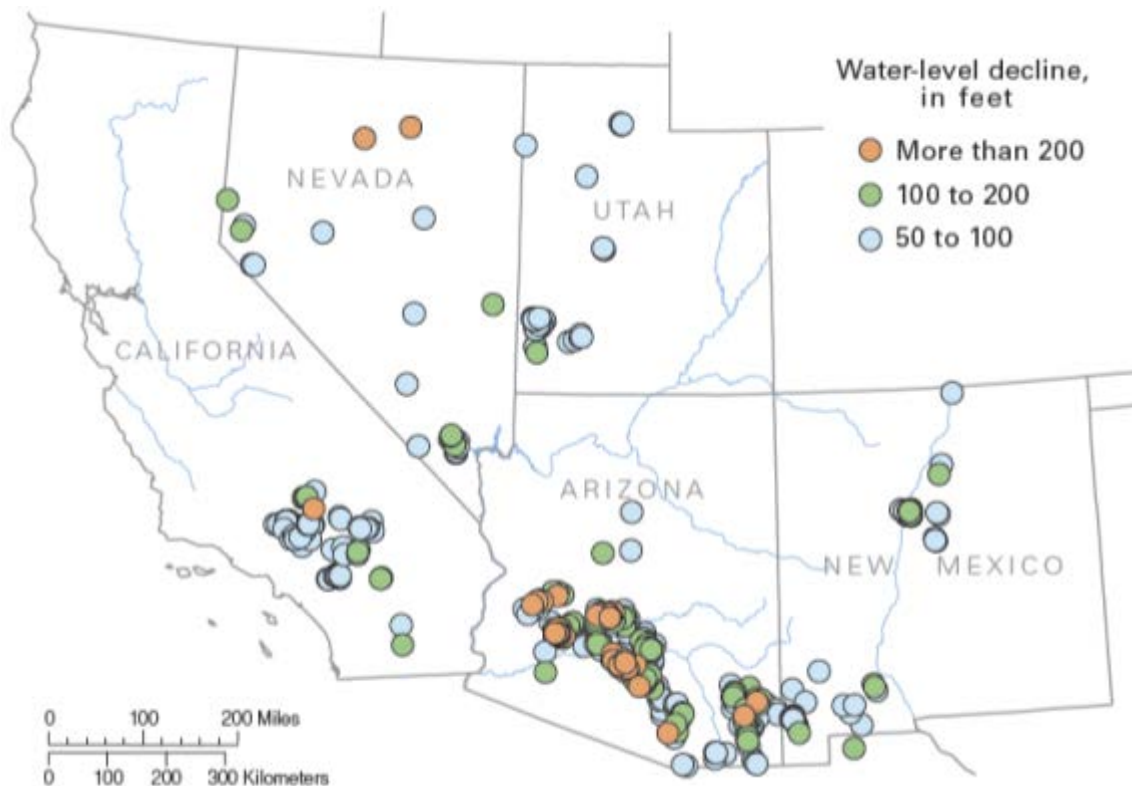 Water-level decline,
in feet
More than 200
100 to 200
50 to 100
NEVADA
UTAH
CALIFORNIA
ARIZONA
NEW MEXICO
0 100 200 Miles
0 100 200 300 Kilometers